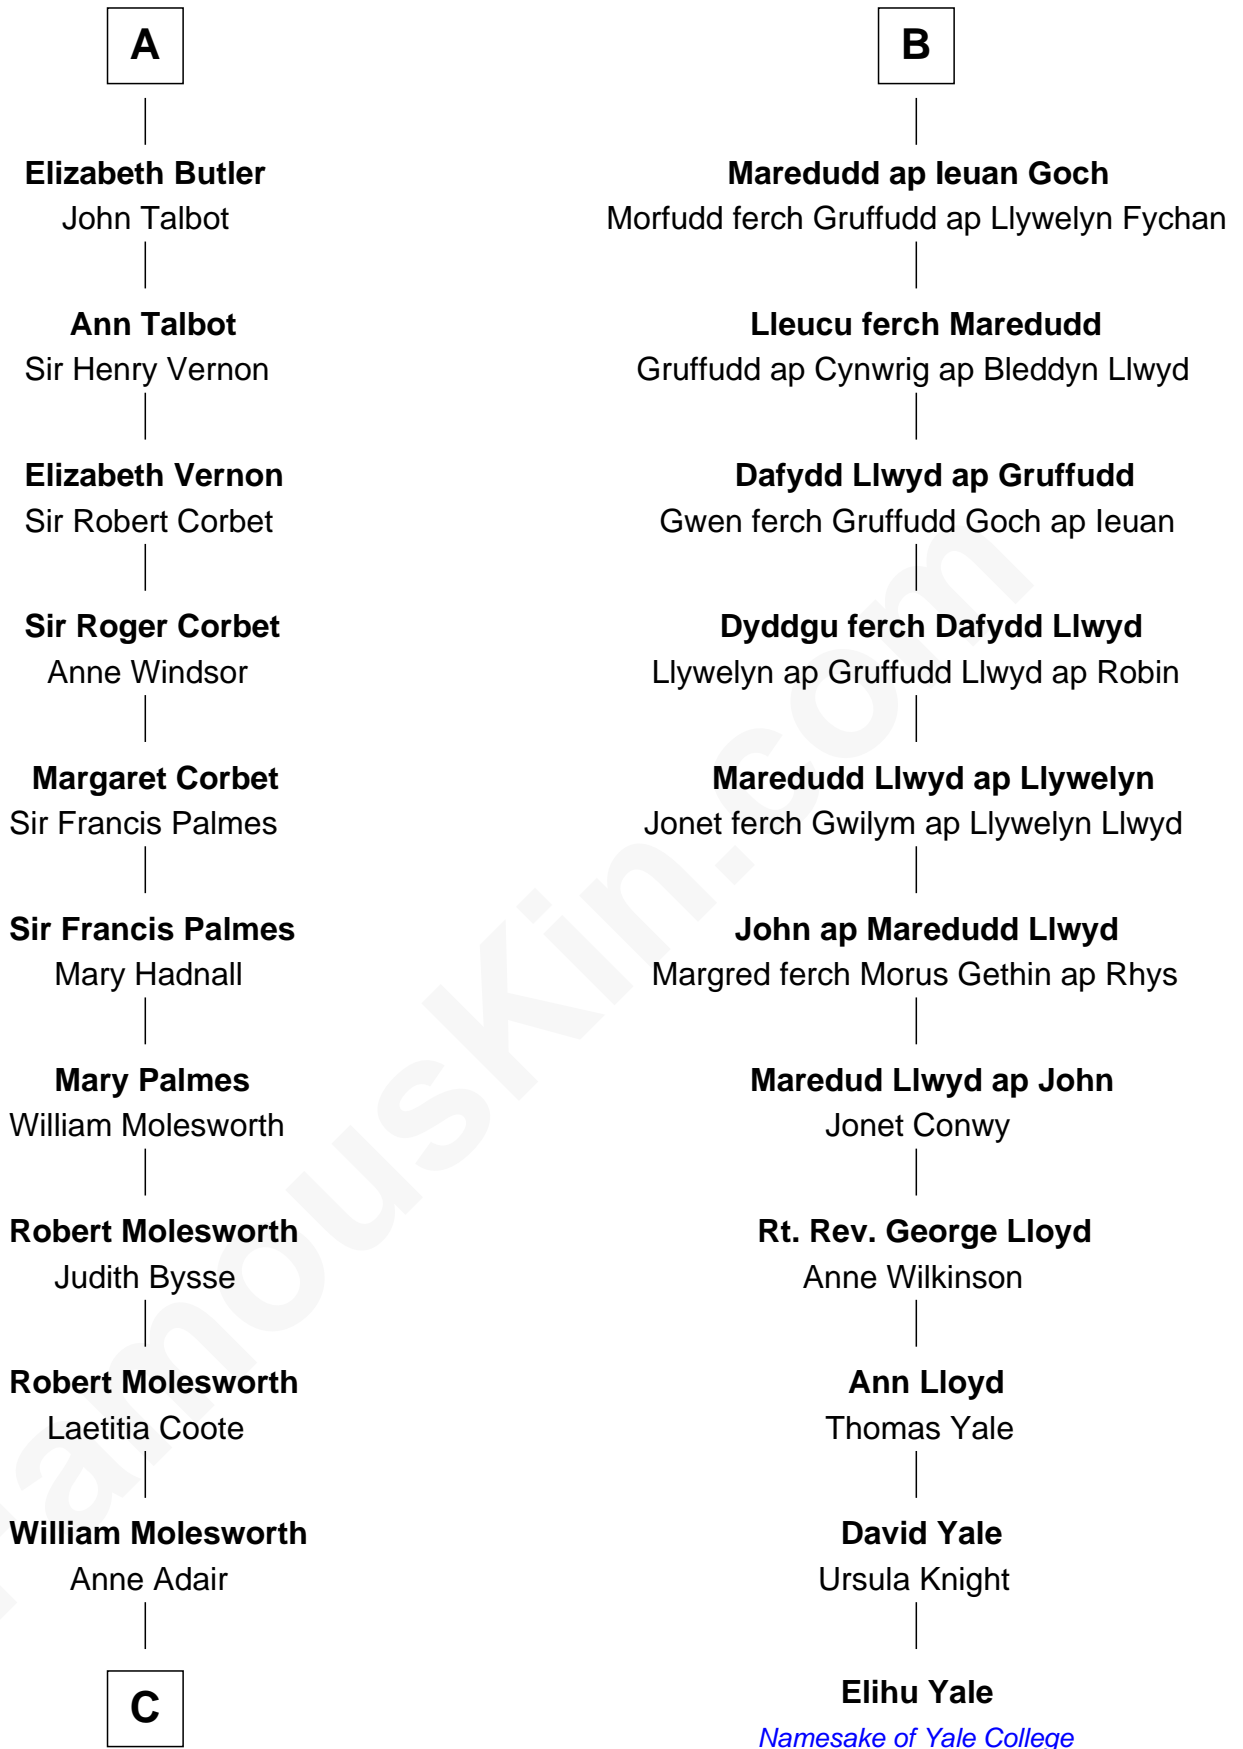 A
Elizabeth Butler
John Talbot
Ann Talbot
Sir Henry Vernon
Elizabeth Vernon
Sir Robert Corbet
Sir Roger Corbet
Anne Windsor
Margaret Corbet
Sir Francis Palmes
Sir Francis Palmes
Mary Hadnall
Mary Palmes
William Molesworth
Robert Molesworth
Judith Bysse
Robert Molesworth
Laetitia Coote
William Molesworth
Anne Adair
C
B
Maredudd ap Ieuan Goch
Morfudd ferch Gruffudd ap Llywelyn Fychan
Lleucu ferch Maredudd
Gruffudd ap Cynwrig ap Bleddyn Llwyd
Dafydd Llwyd ap Gruffudd
Gwen ferch Gruffudd Goch ap Ieuan
Dyddgu ferch Dafydd Llwyd
Llywelyn ap Gruffudd Llwyd ap Robin
Maredudd Llwyd ap Llywelyn
Jonet ferch Gwilym ap Llywelyn Llwyd
John ap Maredudd Llwyd
Margred ferch Morus Gethin ap Rhys
Maredud Llwyd ap John
Jonet Conwy
Rt. Rev. George Lloyd
Anne Wilkinson
Ann Lloyd
Thomas Yale
David Yale
Ursula Knight
Elihu Yale
Namesake of Yale College
FamousKin.com